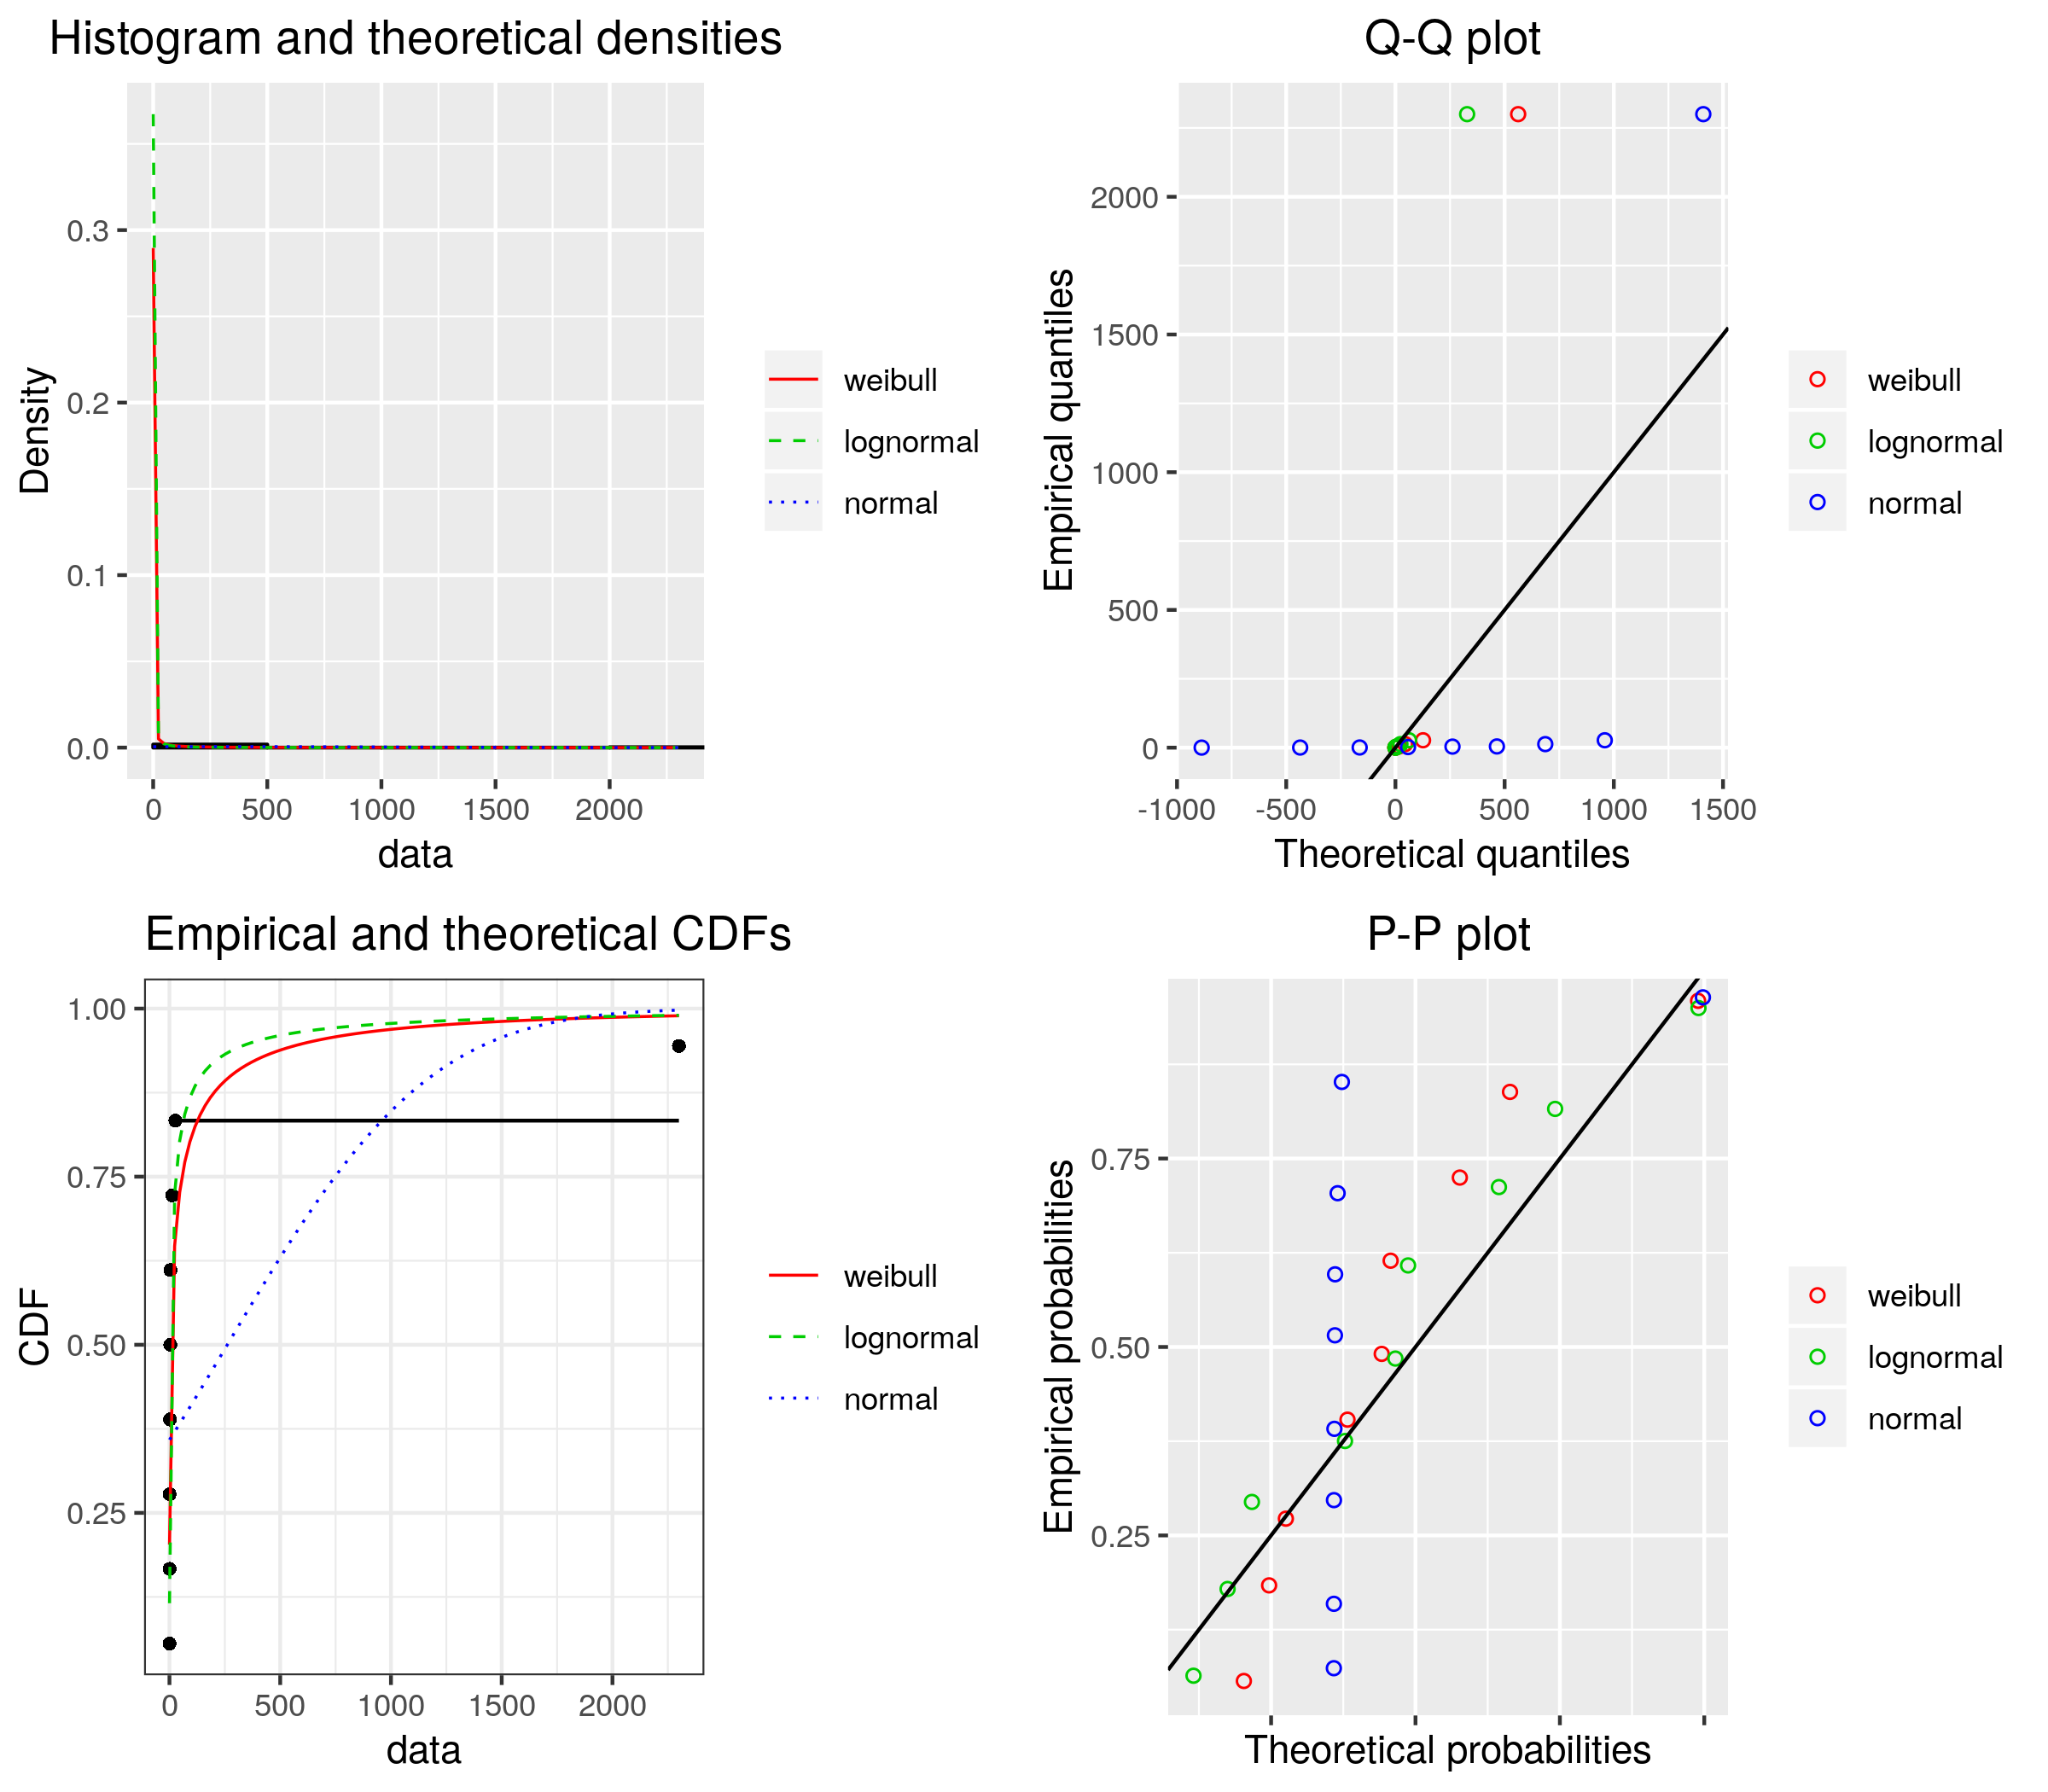 Histogram and theoretical densities
0.3
0.2
0.1
0.0
Density
0 500 1000 1500 2000
data
weibull
lognormal
normal
Q-Q plot
2000
1500
1000
500
0
Empirical quantiles
-1000 -500 0 500 1000 1500
Theoretical quantiles
weibull
lognormal
normal
Empirical and theoretical CDFs
1.00
0.75
0.50
0.25
CDF
0 500 1000 1500 2000
data
weibull
lognormal
normal
P-P plot
0.75
0.50
0.25
Empirical probabilities
Theoretical probabilities
weibull
lognormal
normal